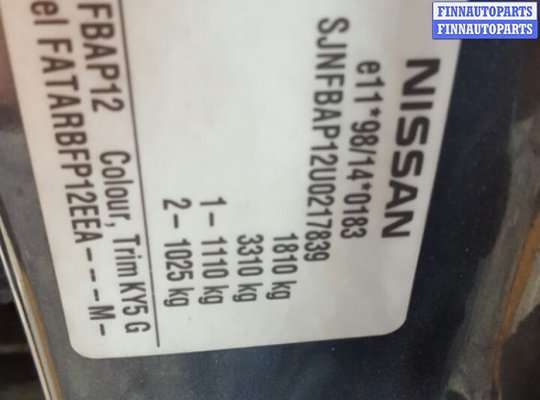 FINNAUTOPARTS
FINNAUTOPARTS
NISSAN
e11*98/14*0183
SJNFBAP12U0217839
1810 kg
3310 kg
1– 1110 kg
2– 1025 kg
FBAP12 Colour, Trim KY5 G
el FATARBFP12EEA - - - M-